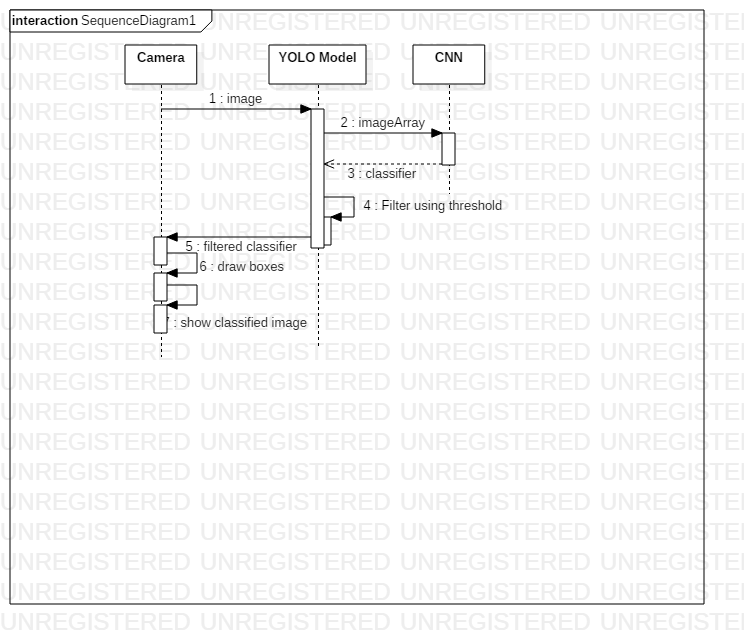 interaction SequenceDiagram1
Camera
YOLO Model
CNN
1 : image
2 : imageArray
3 : classifier
4 : Filter using threshold
5 : filtered classifier
6 : draw boxes
7 : show classified image
UNREGISTERED